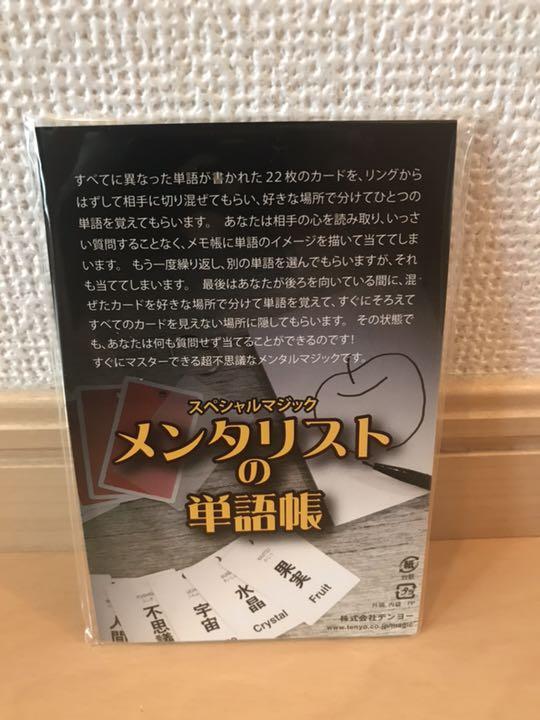 すべてに異なった単語が書かれた22枚のカードを、リングから
はずして相手に切り混ぜてもらい、好きな場所で分けてひとつの
単語を覚えてもらいます。 あなたは相手の心を読み取り、いっさ
い質問することなく、メモ帳に単語のイメージを描いて当ててしま
います。 もう一度繰り返し、別の単語を選んでもらいますが、それ
も当ててしまいます。 最後はあなたが後ろを向いている間に、混
ぜたカードを好きな場所で分けて単語を覚えて、すぐにそろえて
すべてのカードを見えない場所に隠してもらいます。 その状態で
も、あなたは何も質問せず当てることができるのです!
すぐにマスターできる超不思議なメンタルマジックです。
スペシャルマジック
メンタリスト
の
単語帳
人間
不思議
宇宙
水晶
Crystal
果実
Fruit
紙
台紙
プラ
外袋、内袋:PP
株式会社テンヨー
www.tenyo.co.jp/magic